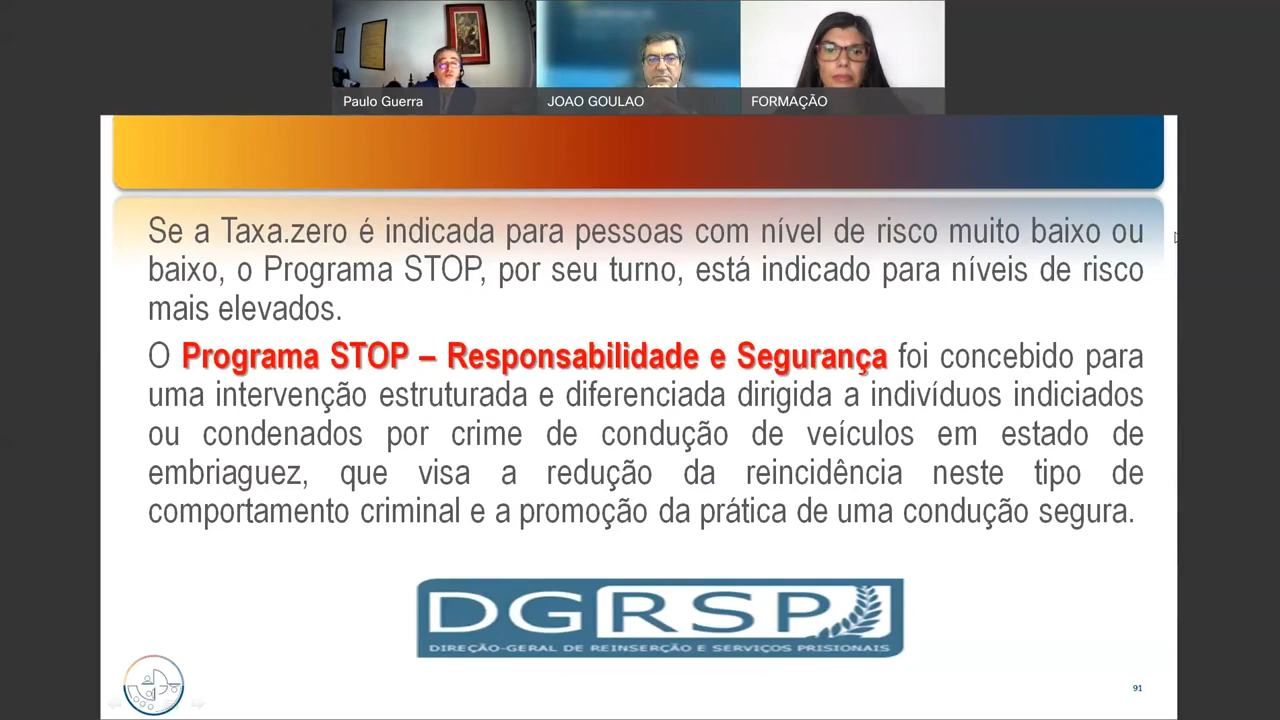 Paulo Guerra
JOAO GOULAO
FORMAÇÃO
Se a Taxa.zero é indicada para pessoas com nível de risco muito baixo ou
baixo, o Programa STOP, por seu turno, está indicado para níveis de risco
mais elevados.
O Programa STOP – Responsabilidade e Segurança foi concebido para
uma intervenção estruturada e diferenciada dirigida a indivíduos indiciados
ou condenados por crime de condução de veículos em estado de
embriaguez, que visa a redução da reincidência neste tipo de
comportamento criminal e a promoção da prática de uma condução segura.
DGRSP
DIREÇÃO-GERAL DE REINSERÇÃO E SERVIÇOS PRISIONAIS
91